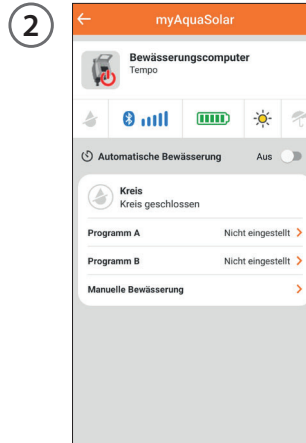 2
myAquaSolar
Bewässerungscomputer
Tempo
Automatische Bewässerung Aus
Kreis
Kreis geschlossen
Programm A Nicht eingestellt
Programm B Nicht eingestellt
Manuelle Bewässerung